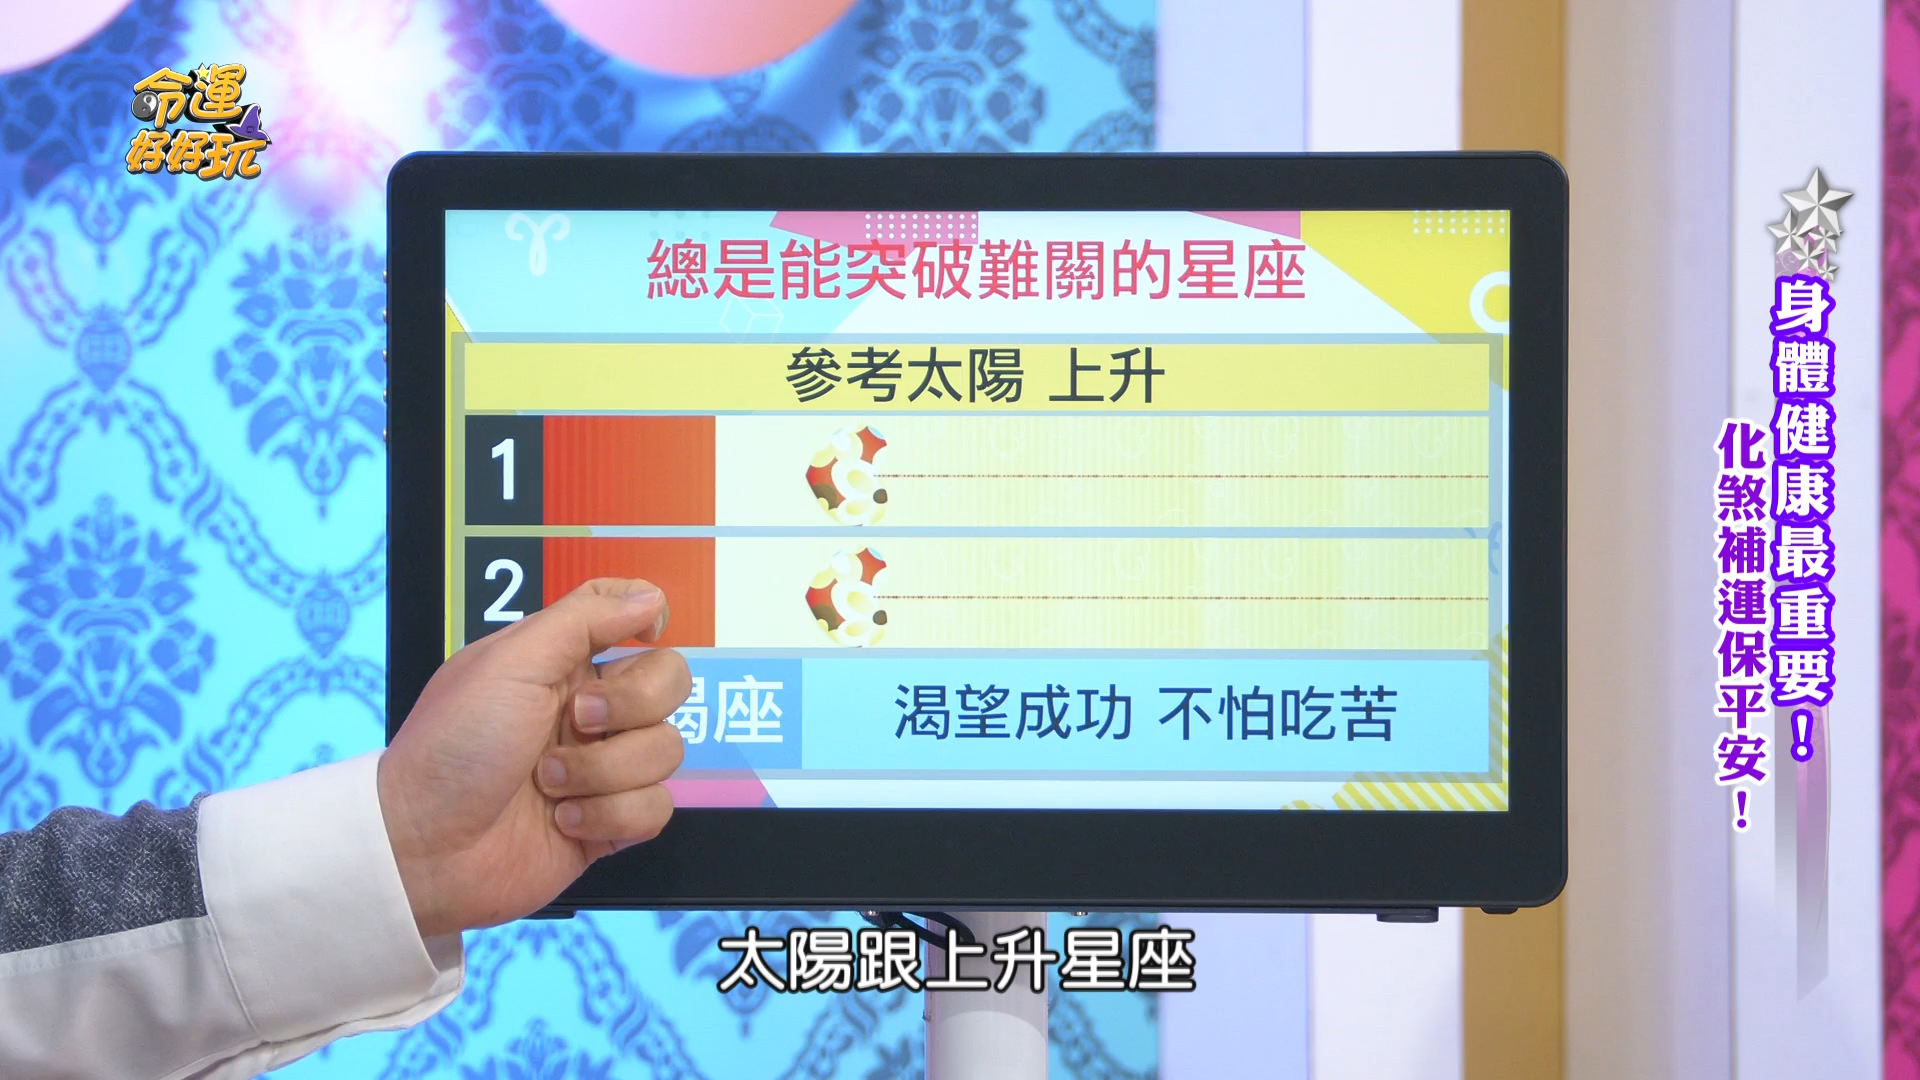 命運
好好玩
總是能突破難關的星座
參考太陽 上升
1
2
座
渴望成功 不怕吃苦
身體健康最重要！
化煞補運保平安！
太陽跟上升星座